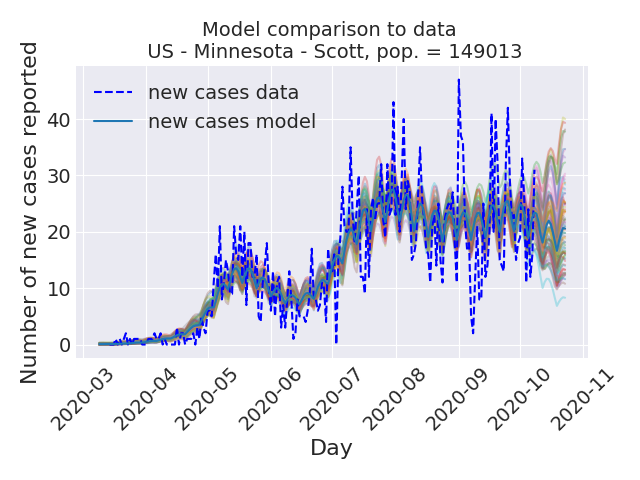 Model comparison to data
US - Minnesota - Scott, pop. = 149013
new cases data
new cases model
Number of new cases reported
40
30
20
10
0
2020-03
2020-04
2020-05
2020-06
2020-07
2020-08
2020-09
2020-10
2020-11
Day